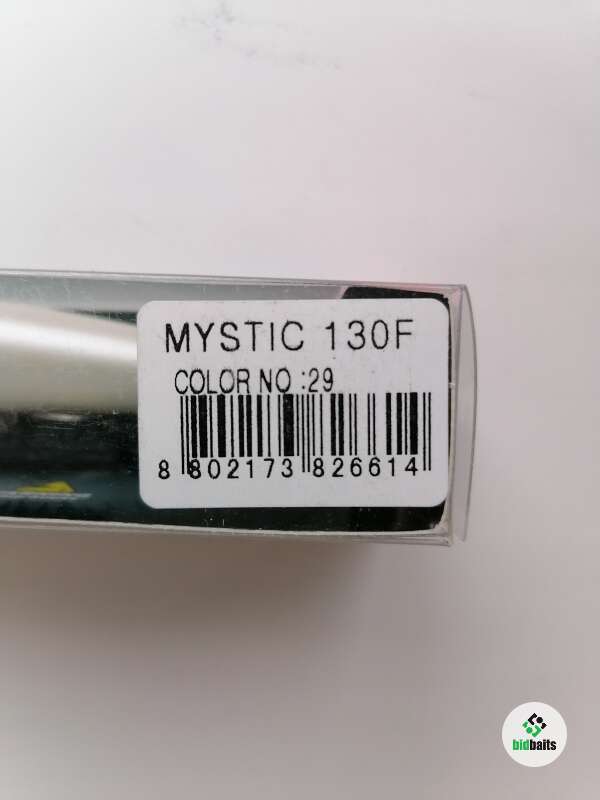 MYSTIC 130F
COLOR NO :29
8 802173 826614
bidbaits